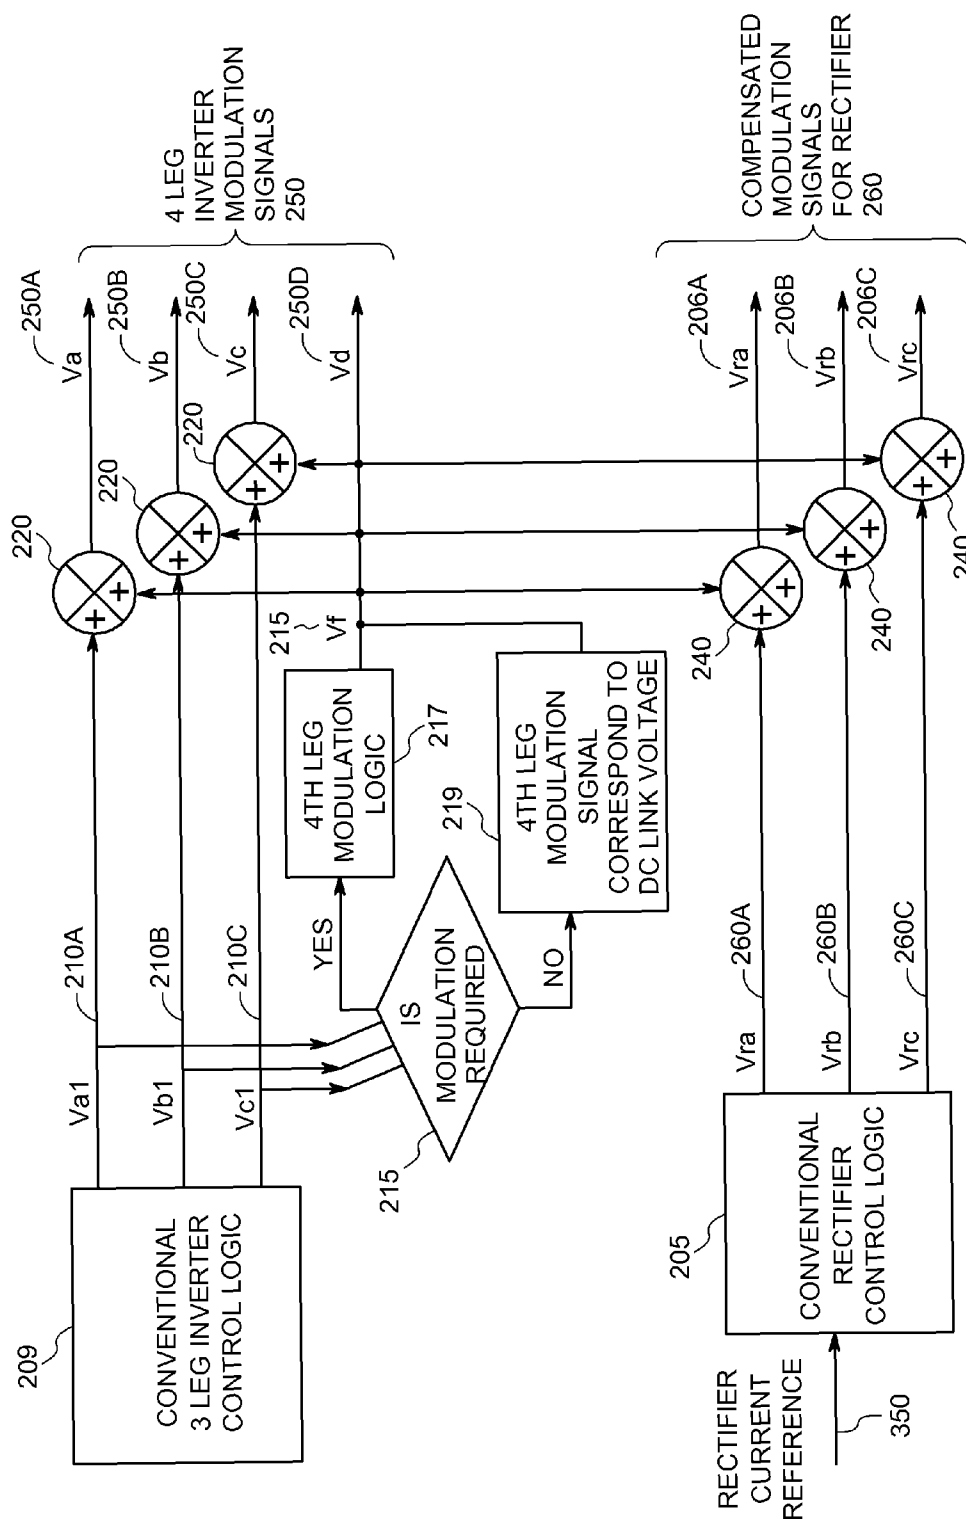 209
CONVENTIONAL
3 LEG INVERTER
CONTROL LOGIC
Va1
210A
Vb1
210B
Vc1
210C
215
IS
MODULATION
REQUIRED
YES
NO
4TH LEG
MODULATION
LOGIC
217
219
4TH LEG
MODULATION
SIGNAL
CORRESPOND TO
DC LINK VOLTAGE
215
Vf
220
220
220
+
+
+
+
+
+
Va
250A
Vb
250B
Vc
250C
Vd
250D
4 LEG
INVERTER
MODULATION
SIGNALS
250
RECTIFIER
CURRENT
REFERENCE
350
205
CONVENTIONAL
RECTIFIER
CONTROL LOGIC
Vra
260A
Vrb
260B
Vrc
260C
240
240
240
+
+
+
+
+
+
Vra
206A
Vrb
206B
Vrc
206C
COMPENSATED
MODULATION
SIGNALS
FOR RECTIFIER
260